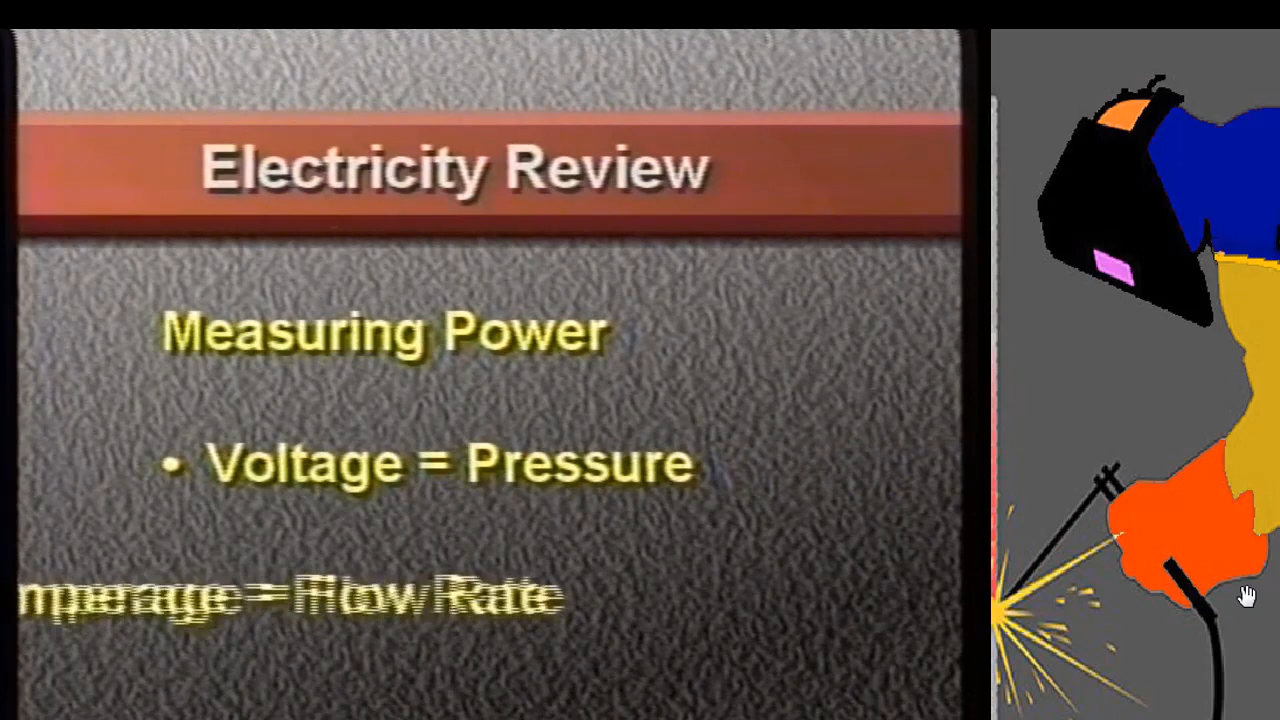 Electricity Review
Measuring Power
• Voltage = Pressure
mperage = Flow Rate